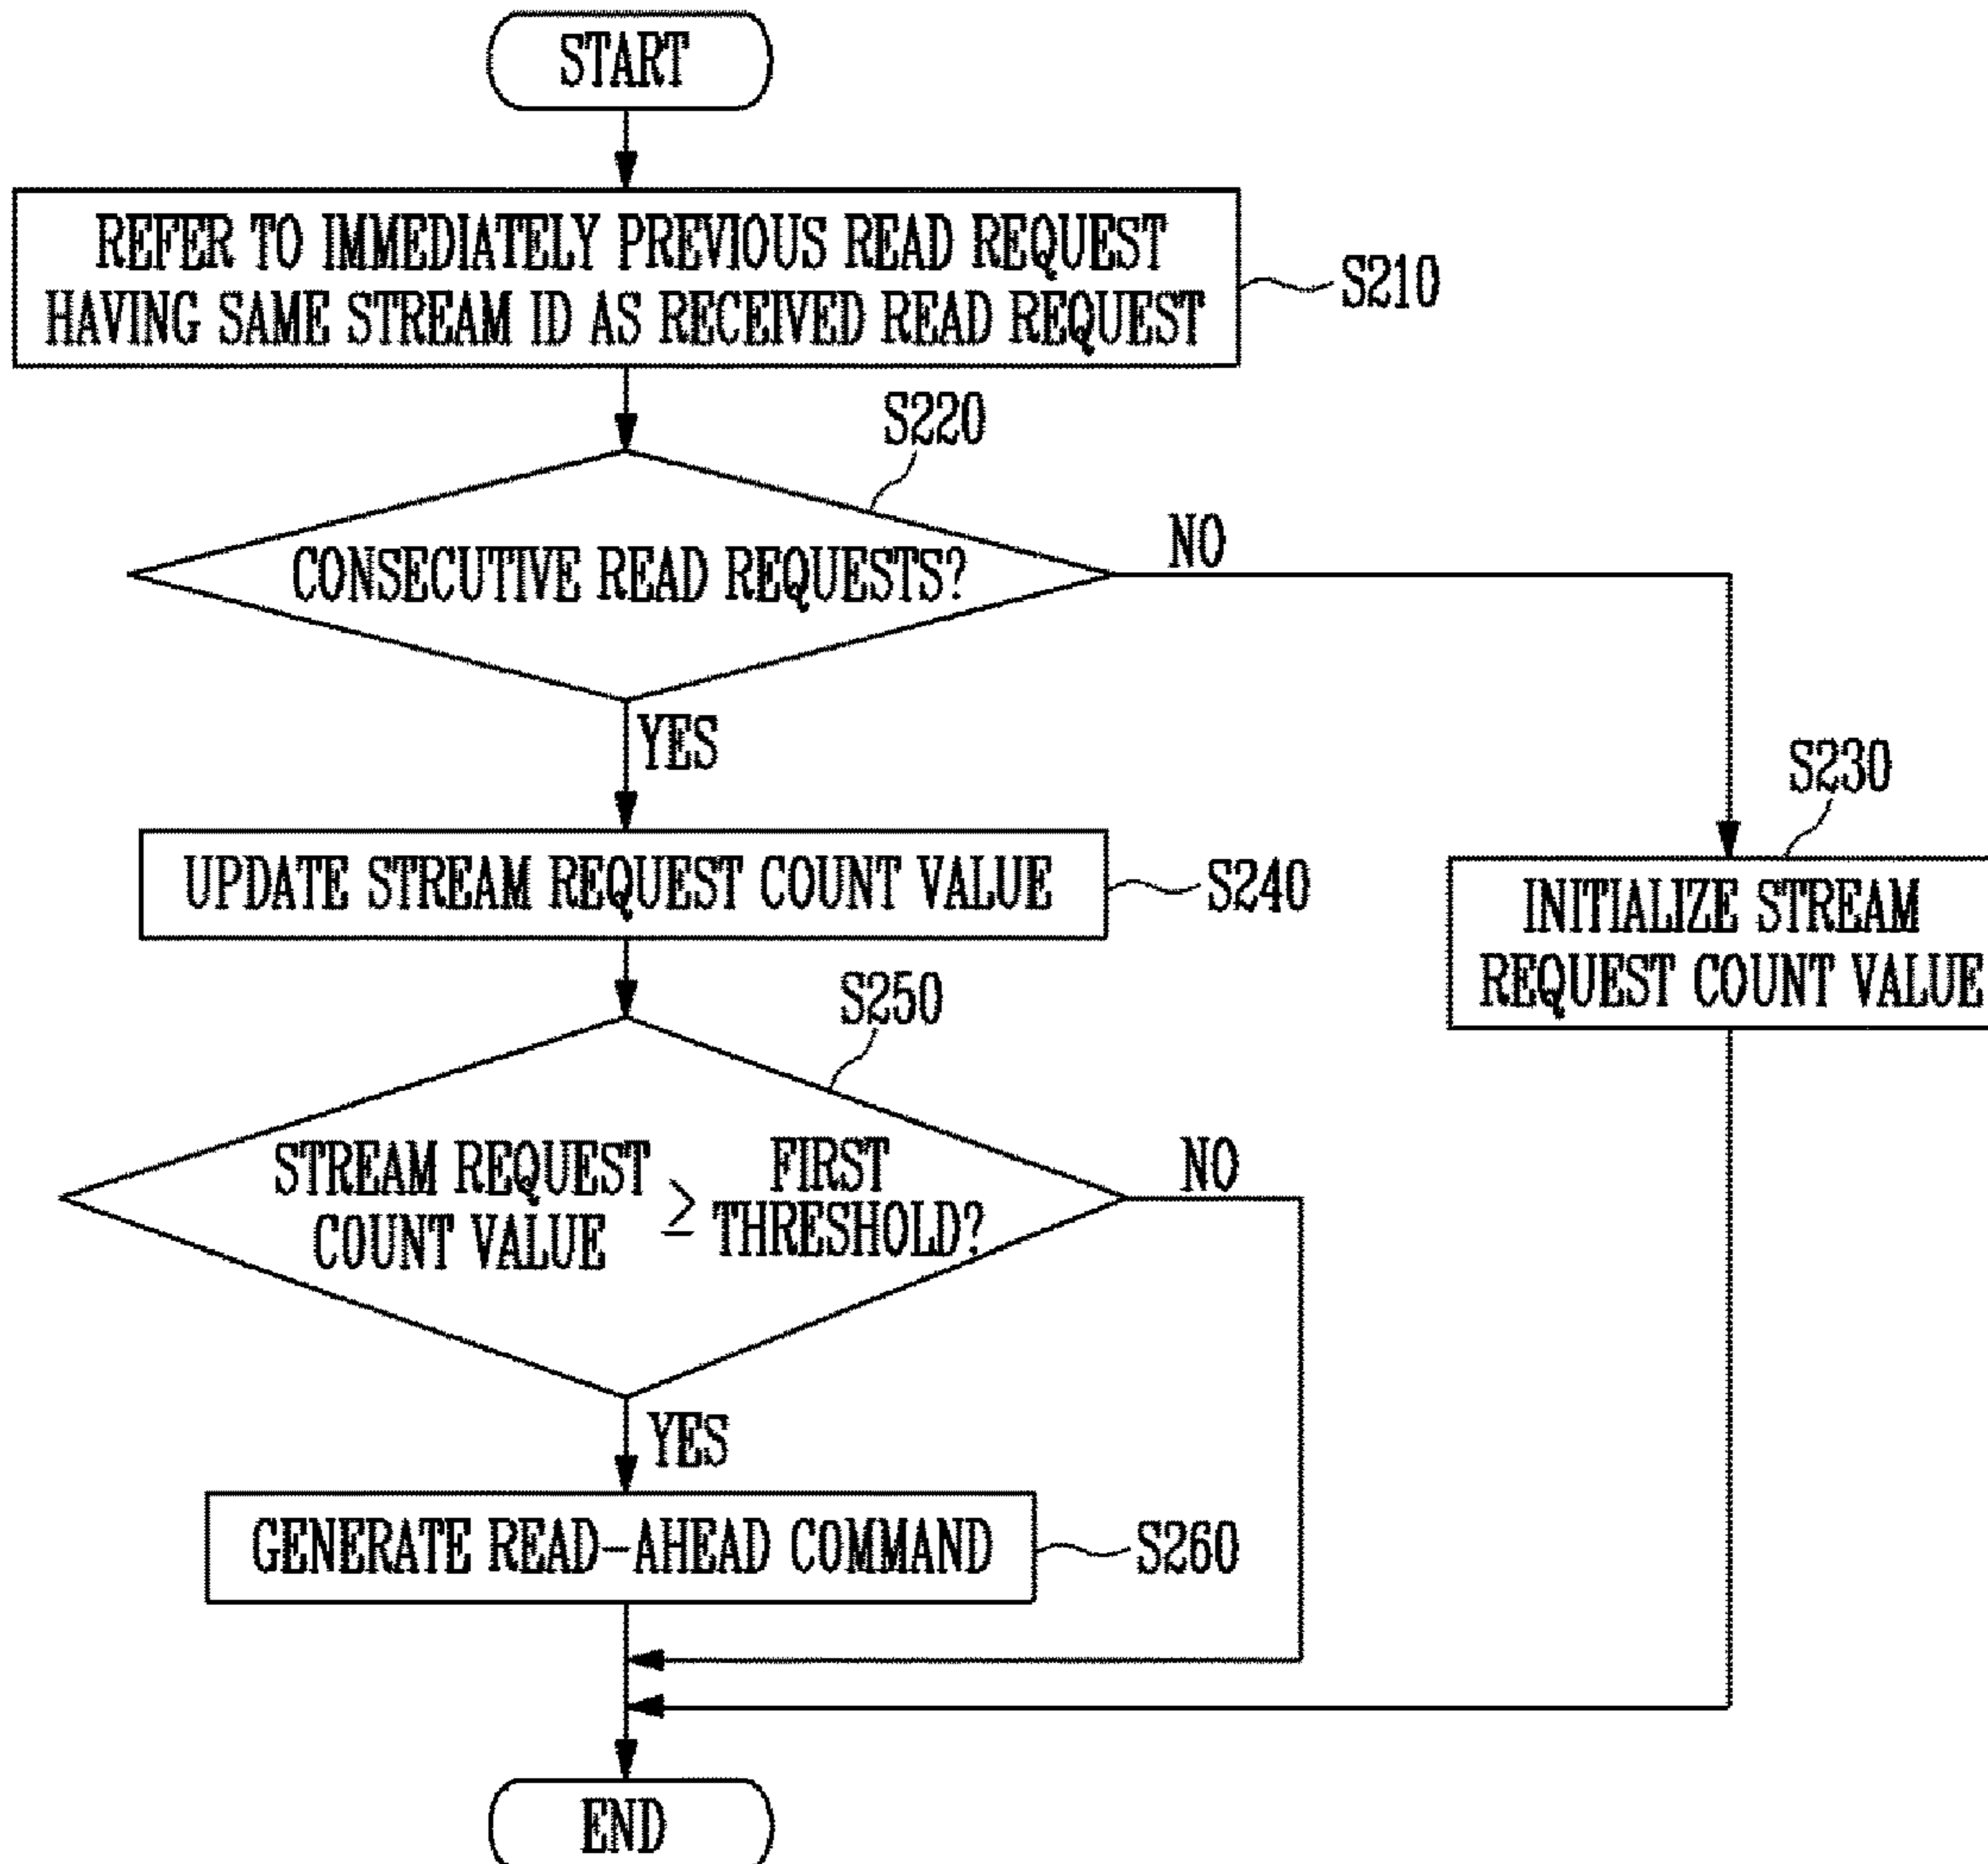 START
REFER TO IMMEDIATELY PREVIOUS READ REQUEST
HAVING SAME STREAM ID AS RECEIVED READ REQUEST
S210
S220
CONSECUTIVE READ REQUESTS?
NO
YES
S230
INITIALIZE STREAM
REQUEST COUNT VALUE
UPDATE STREAM REQUEST COUNT VALUE
S240
S250
STREAM REQUEST
COUNT VALUE
≥
FIRST
THRESHOLD?
NO
YES
GENERATE READ-AHEAD COMMAND
S260
END